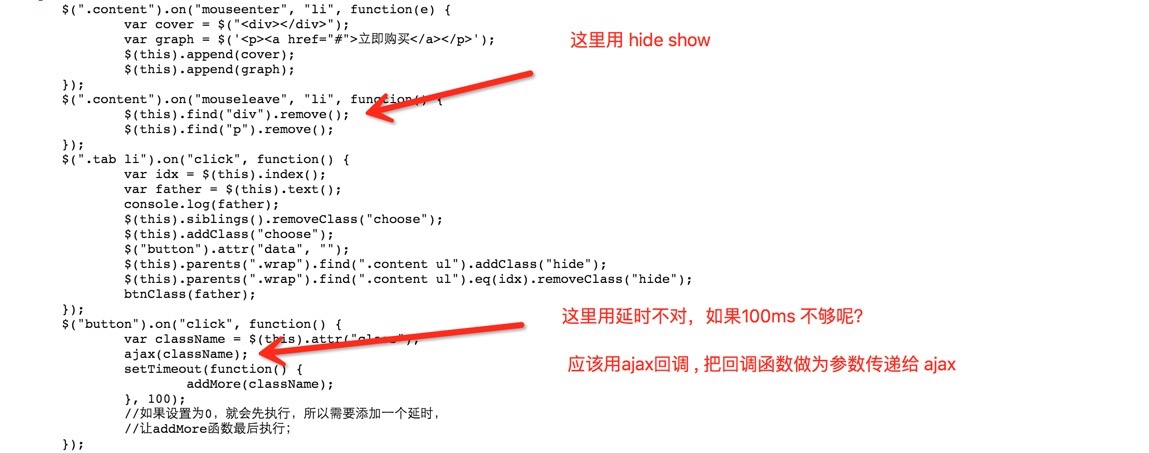 $(".content").on("mouseenter", "li", function(e) {
var cover = $("<div></div>");
var graph = $('<p><a href="#">立即购买</a></p>');
$(this).append(cover);
$(this).append(graph);
});
这里用 hide show
$(".content").on("mouseleave", "li", function() {
$(this).find("div").remove();
$(this).find("p").remove();
});
$(".tab li").on("click", function() {
var idx = $(this).index();
var father = $(this).text();
console.log(father);
$(this).siblings().removeClass("choose");
$(this).addClass("choose");
$("button").attr("data", "");
$(this).parents(".wrap").find(".content ul").addClass("hide");
$(this).parents(".wrap").find(".content ul").eq(idx).removeClass("hide");
btnClass(father);
});
这里用延时不对，如果100ms 不够呢?
$("button").on("click", function() {
var className = $(this).attr("class");
ajax(className);
应该用ajax回调 , 把回调函数做为参数传递给 ajax
setTimeout(function() {
addMore(className);
}, 100);
//如果设置为0，就会先执行，所以需要添加一个延时，
//让addMore函数最后执行；
});